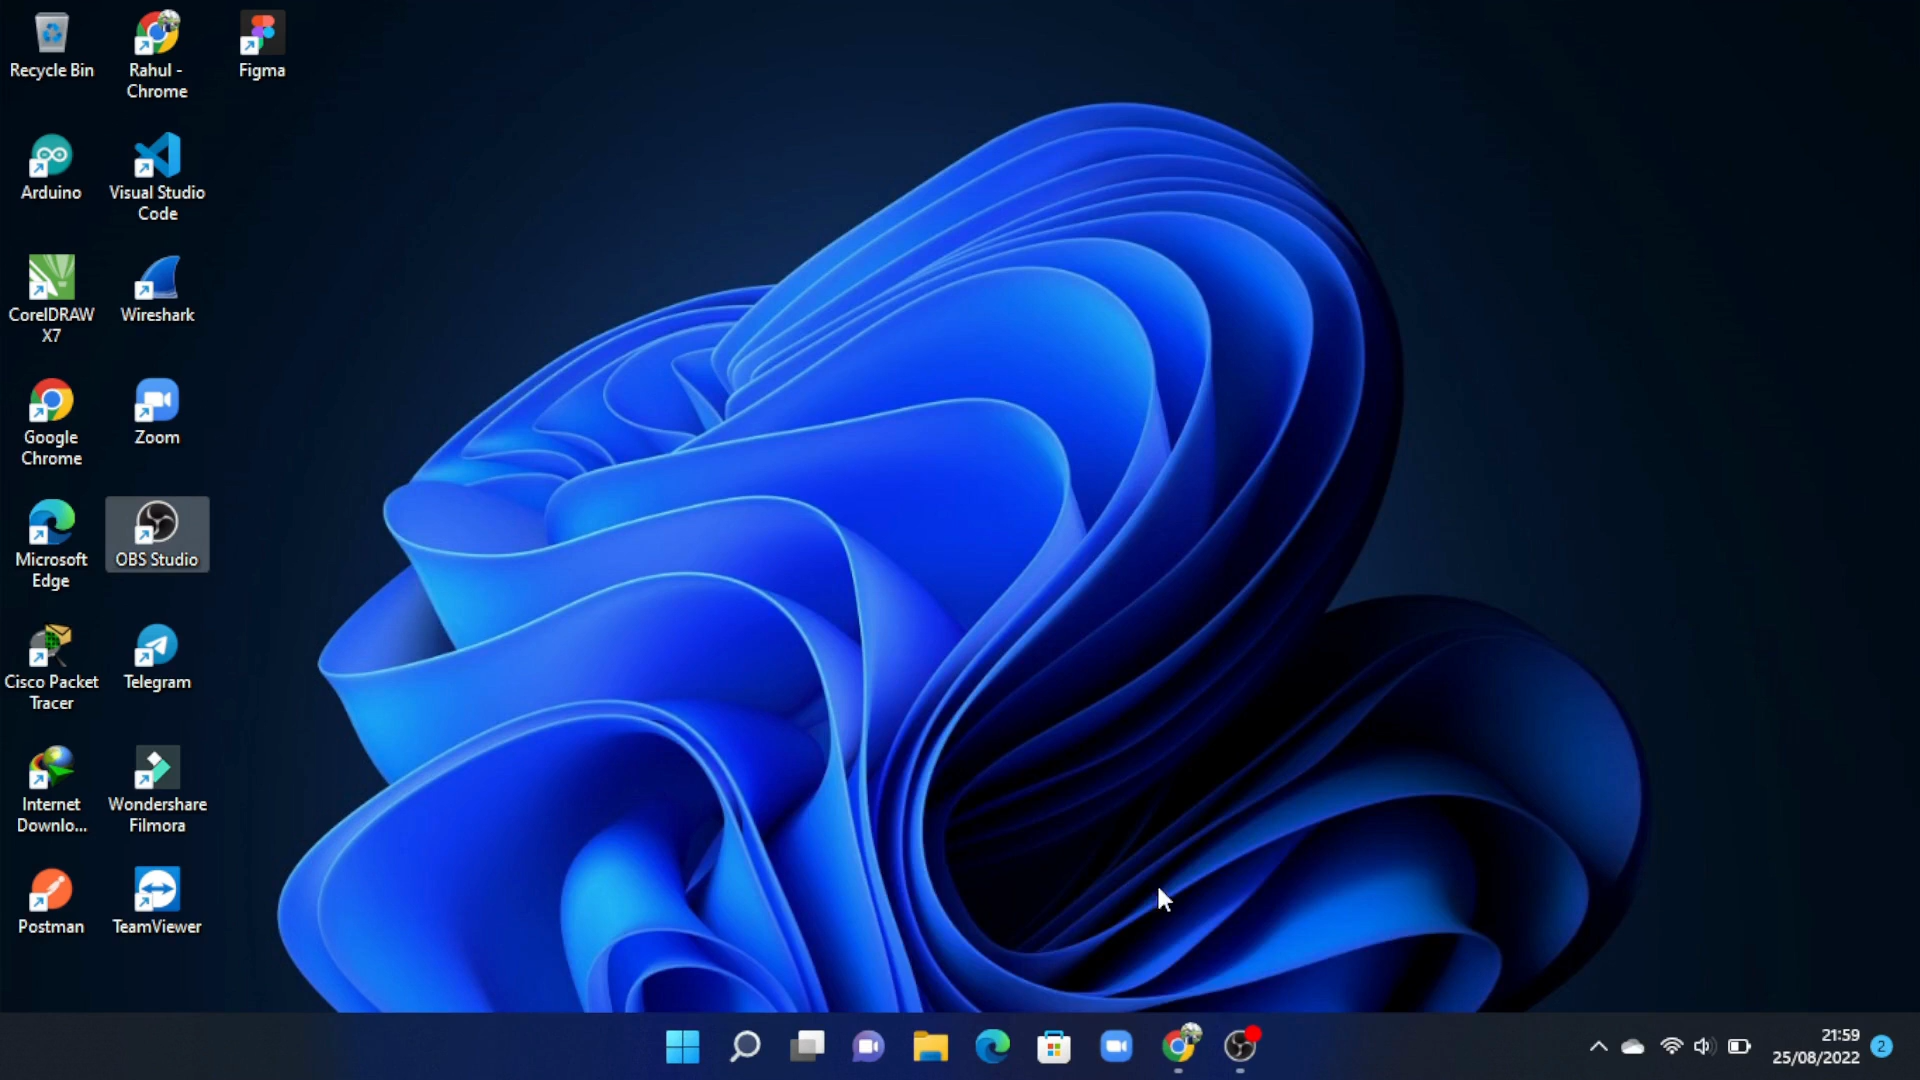 Recycle Bin
Rahul -
Chrome
Figma
Arduino
Visual Studio
Code
CorelDRAW
X7
Wireshark
Google
Chrome
Zoom
Microsoft
Edge
OBS Studio
Cisco Packet
Tracer
Telegram
Internet
Downlo...
Wondershare
Filmora
Postman
TeamViewer
21:59
25/08/2022
2